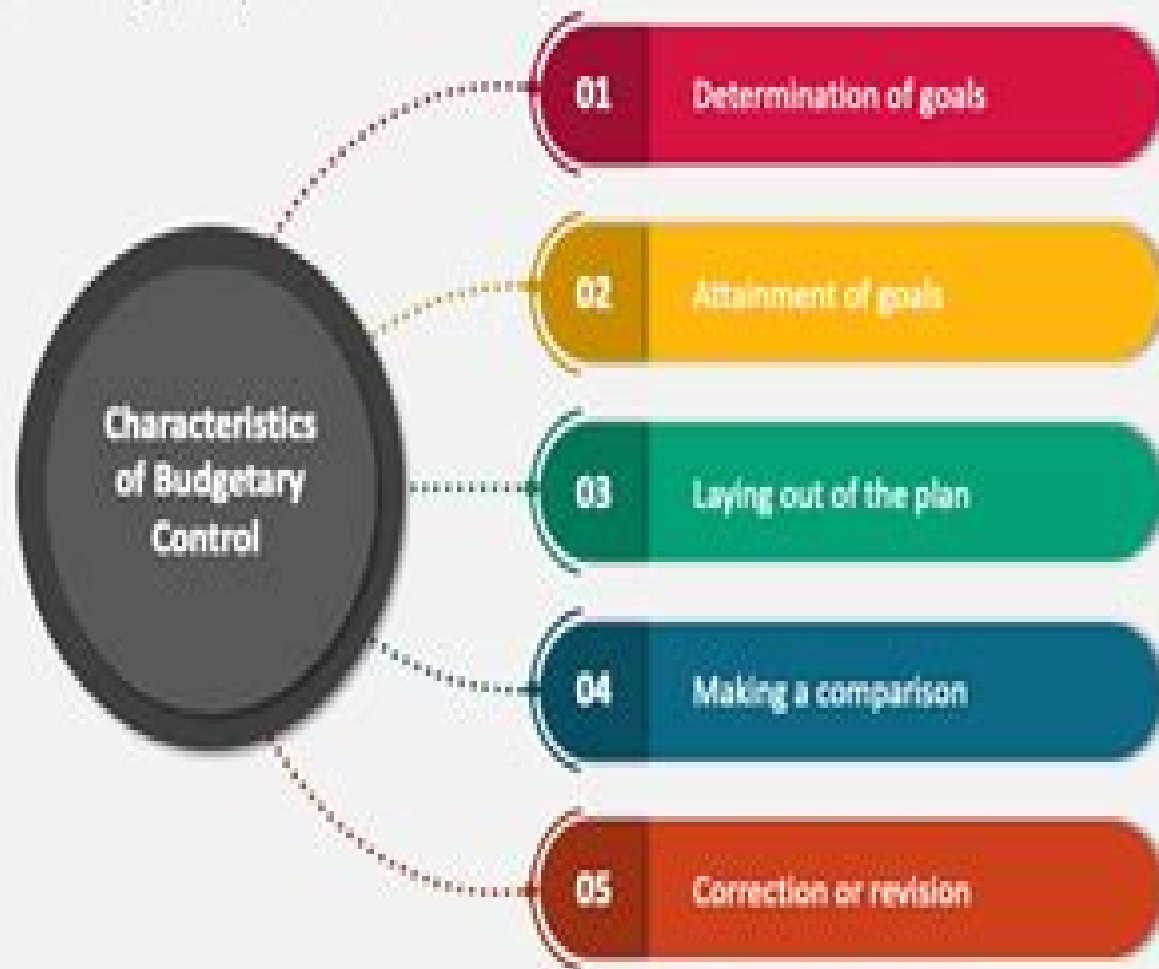 Characteristics
of Budgetary
Control
01 Determination of goals
02 Attainment of goals
03 Laying out of the plan
04 Making a comparison
05 Correction or revision